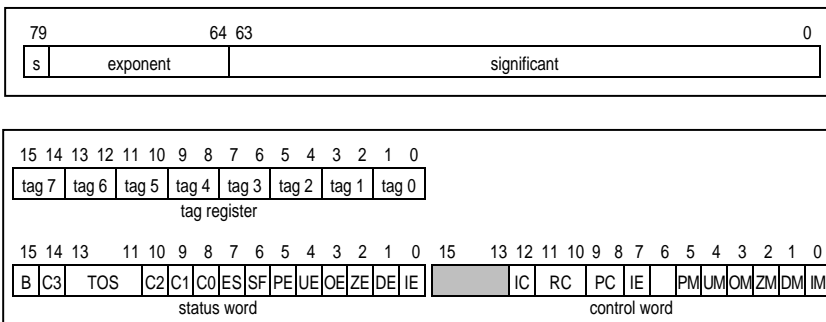 79 64 63 0
s exponent significant
15 14 13 12 11 10 9 8 7 6 5 4 3 2 1 0
tag 7 tag 6 tag 5 tag 4 tag 3 tag 2 tag 1 tag 0
tag register
15 14 13 11 10 9 8 7 6 5 4 3 2 1 0 15 13 12 11 10 9 8 7 6 5 4 3 2 1 0
B C3 TOS C2 C1 C0 ES SF PE UE OE ZE DE IE IC RC PC IE PM UM OM ZM DM IM
status word control word